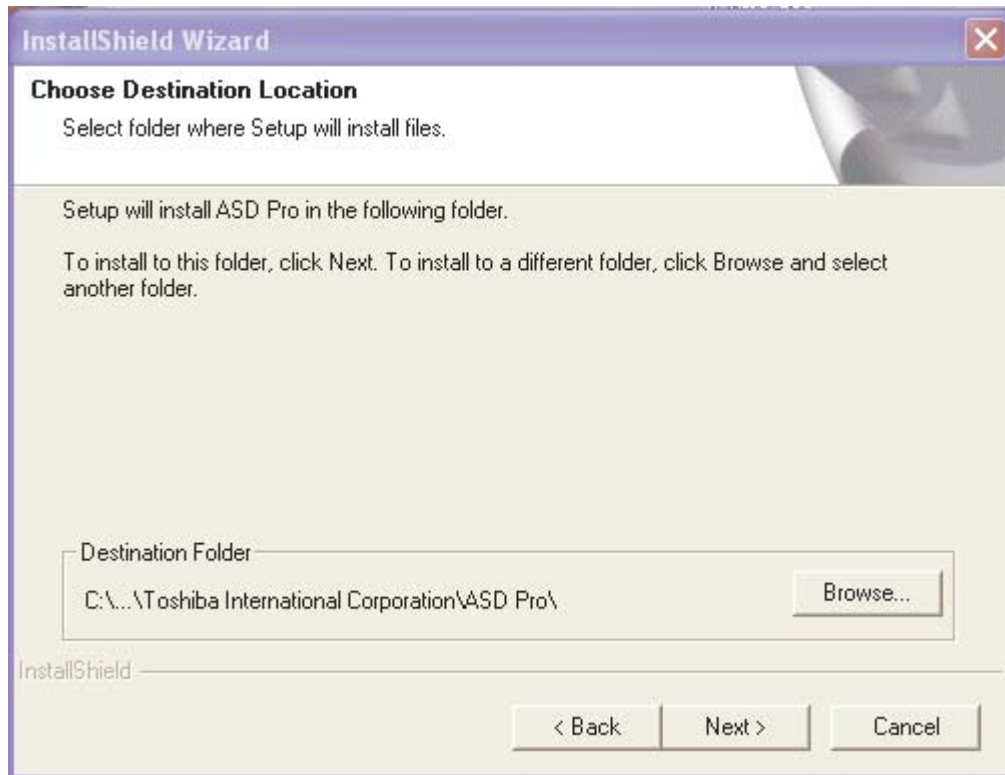 InstallShield Wizard
Choose Destination Location
Select folder where Setup will install files.
Setup will install ASD Pro in the following folder.
To install to this folder, click Next. To install to a different folder, click Browse and select
another folder.
Destination Folder
C:\...\Toshiba International Corporation\ASD Pro\
Browse...
InstallShield
< Back
Next >
Cancel